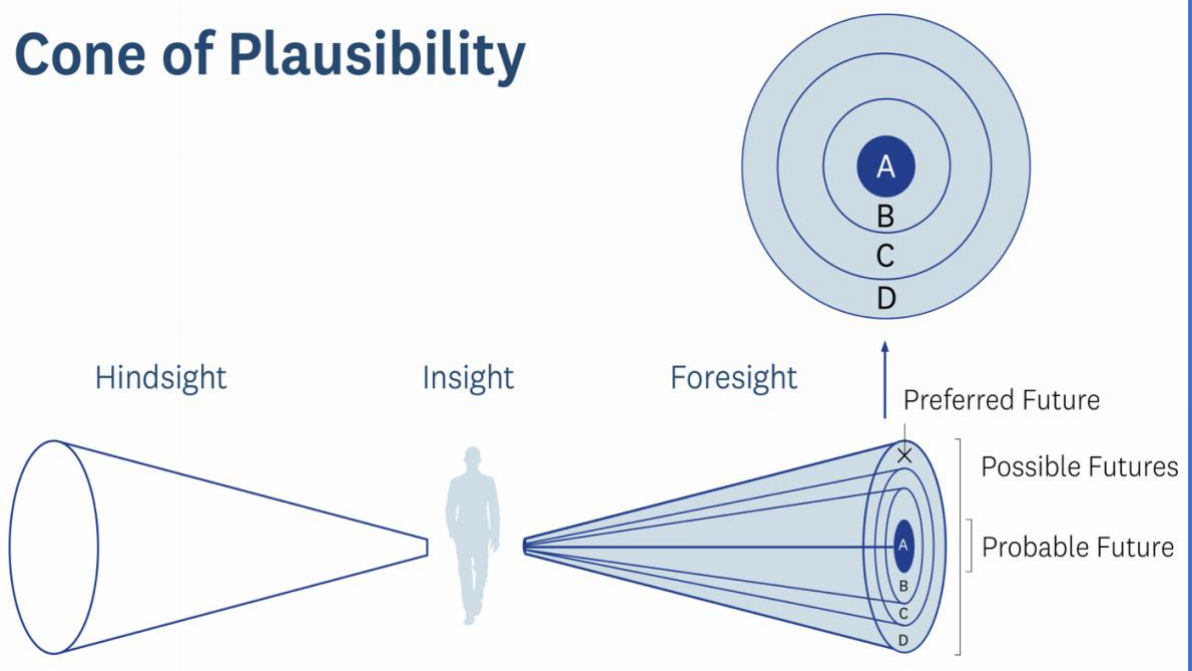 Cone of Plausibility
A
B
C
D
Hindsight
Insight
Foresight
Preferred Future
X
Possible Futures
A
Probable Future
B
C
D